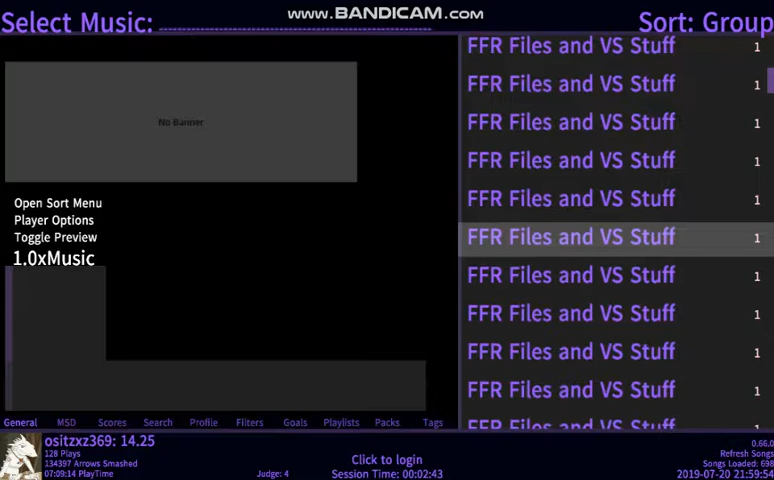 www.BANDICAM.com
Select Music:
Sort: Group
FFR Files and VS Stuff 1
FFR Files and VS Stuff 1
FFR Files and VS Stuff 1
FFR Files and VS Stuff 1
FFR Files and VS Stuff 1
FFR Files and VS Stuff 1
FFR Files and VS Stuff 1
FFR Files and VS Stuff 1
FFR Files and VS Stuff 1
FFR Files and VS Stuff 1
FFR Files and VS Stuff 1
No Banner
Open Sort Menu
Player Options
Toggle Preview
1.0xMusic
General MSD Scores Search Profile Filters Goals Playlists Packs Tags
ositzxz369: 14.25
128 Plays
134397 Arrows Smashed
07:09:14 PlayTime
Judge: 4
Click to login
Session Time: 00:02:43
0.66.0
Refresh Songs
Songs Loaded: 698
2019-07-20 21:59:54